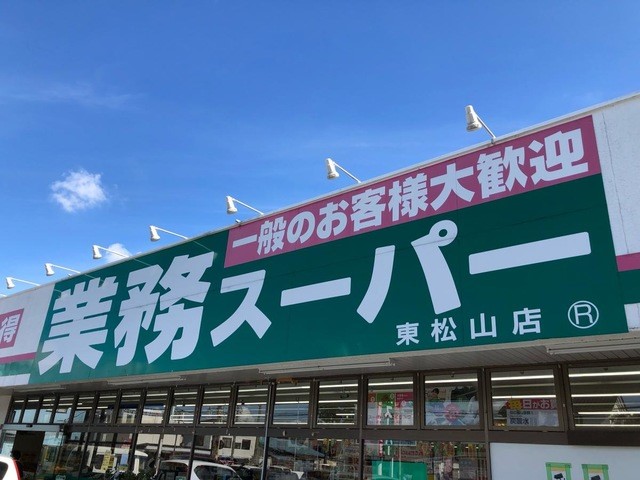 一般のお客様大歓迎
業務スーパー
東松山店
®
得